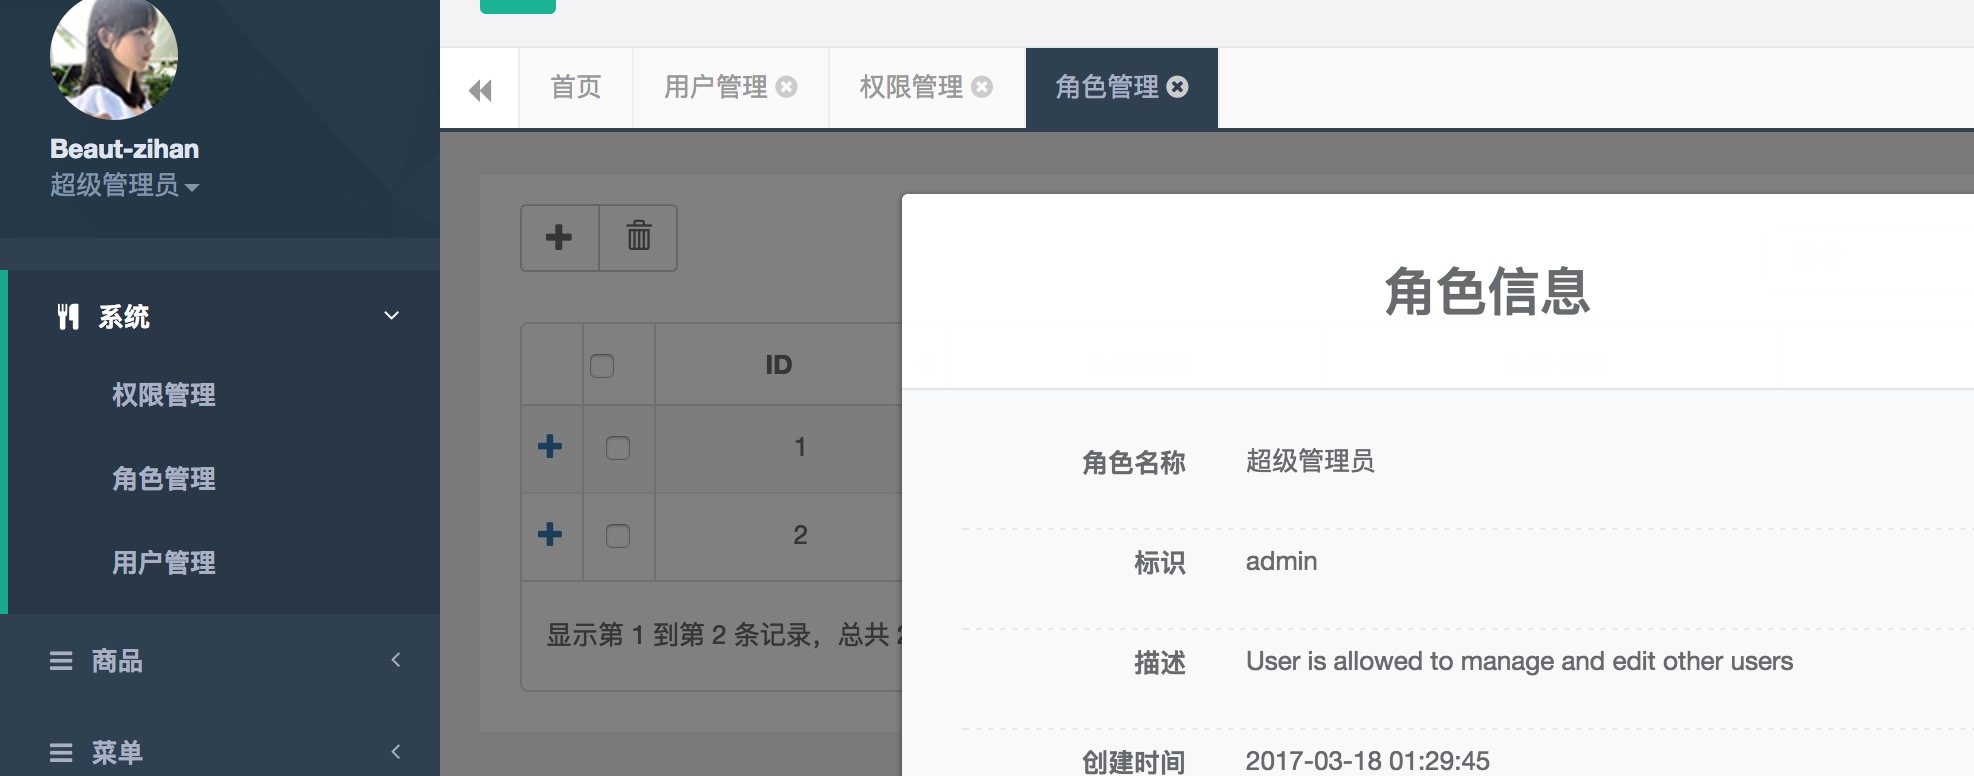 Beaut-zihan
超级管理员
系统
权限管理
角色管理
用户管理
商品
菜单
首页
用户管理
权限管理
角色管理
ID
1
2
显示第 1 到第 2 条记录，总共
角色信息
角色名称 超级管理员
标识 admin
描述 User is allowed to manage and edit other users
创建时间 2017-03-18 01:29:45